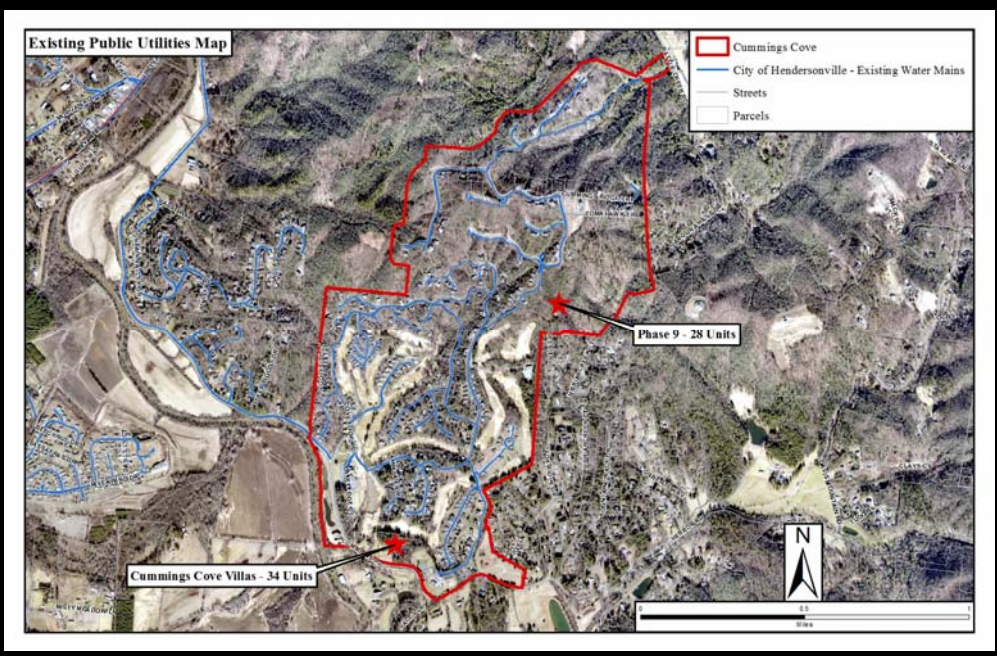 Existing Public Utilities Map
Cummings Cove
City of Hendersonville - Existing Water Mains
Streets
Parcels
Phase 9 - 28 Units
Cummings Cove Villas - 34 Units
N
0
0.5
1
Miles